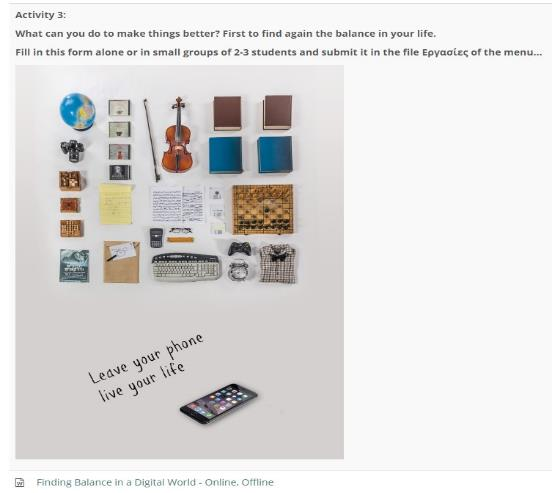 Activity 3:
What can you do to make things better? First to find again the balance in your life.
Fill in this form alone or in small groups of 2-3 students and submit it in the file Εργασίες of the menu...
Leave your phone
live your life
Finding Balance in a Digital World - Online, Offline